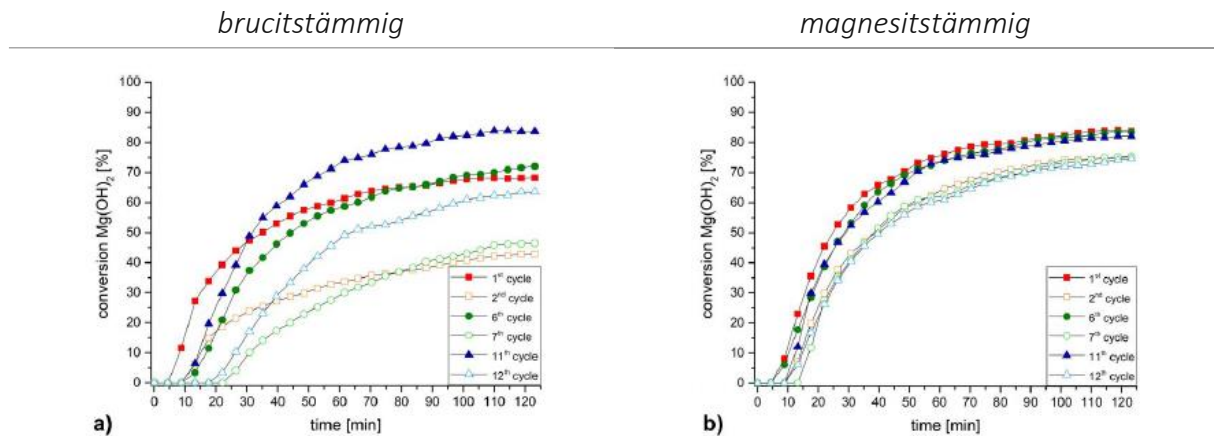 brucitstämmig
magnesitstämmig
100
90
80
70
60
50
40
30
20
10
0
conversion Mg(OH)2 [%]
0 10 20 30 40 50 60 70 80 90 100 110 120
time [min]
1st cycle
2nd cycle
6th cycle
7th cycle
11th cycle
12th cycle
a)
100
90
80
70
60
50
40
30
20
10
0
conversion Mg(OH)2 [%]
0 10 20 30 40 50 60 70 80 90 100 110 120
time [min]
1st cycle
2nd cycle
6th cycle
7th cycle
11th cycle
12th cycle
b)